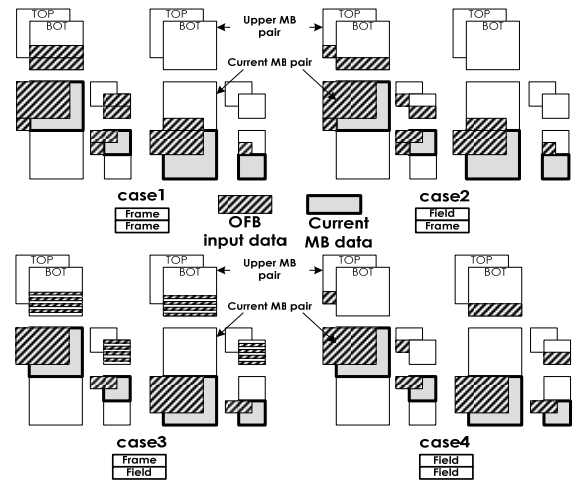 TOP
BOT
TOP
BOT
Upper MB
pair
TOP
BOT
TOP
BOT
Current MB pair
case1
Frame
Frame
OFB
input data
Current
MB data
case2
Field
Frame
TOP
BOT
TOP
BOT
Upper MB
pair
TOP
BOT
TOP
BOT
Current MB pair
case3
Frame
Field
case4
Field
Field